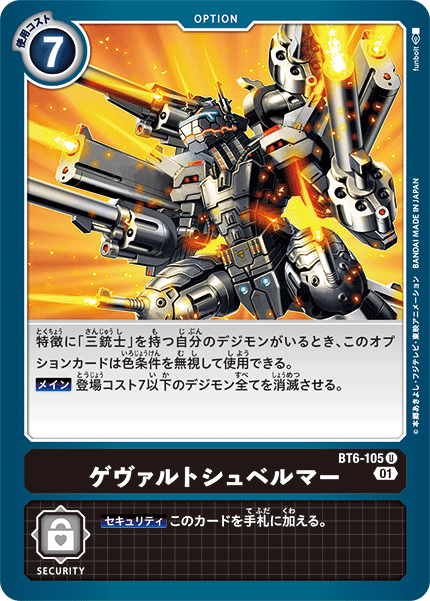 OPTION
使用コスト
7
funbolt
特徴に「三銃士」を持つ自分のデジモンがいるとき、このオプ
ションカードは色条件を無視して使用できる。
メイン 登場コスト7以下のデジモン全てを消滅させる。
© 本郷あきよし・フジテレビ・東映アニメーション BANDAI MADE IN JAPAN
BT6-105 U
ゲヴァルトシュベルマー
01
セキュリティ このカードを手札に加える。
SECURITY